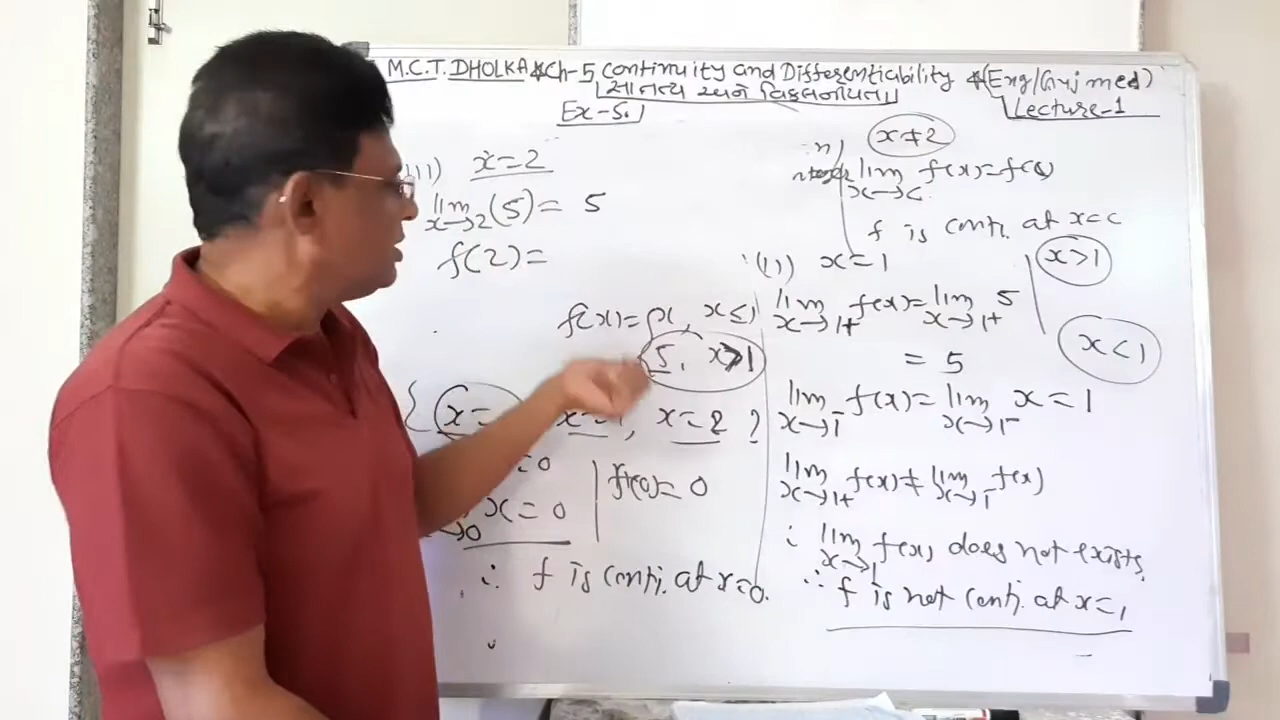 M.C.T. DHOLKA *Ch-5 Continuity and Differentiability *(Eng/Guj med)
સાતત્ય અને વિકલનીયતા
Lecture-1
Ex-5.1
x=2
lim x→2 (5) = 5
f(2) =
f(x) = x, x≤1
5, x>1
x= , x=1, x=2 ?
=0
x=0
f(0)=0
∴ f is conti. at x=0.
x≠2
lim x→c f(x)=f(c)
f is conti. at x=c
(ii) x=1
x>1
lim x→1+ f(x) = lim x→1+ 5
= 5
x<1
lim x→1- f(x) = lim x→1- x = 1
lim x→1+ f(x) ≠ lim x→1- f(x)
∴ lim x→1 f(x) does not exists.
∴ f is not conti. at x=1